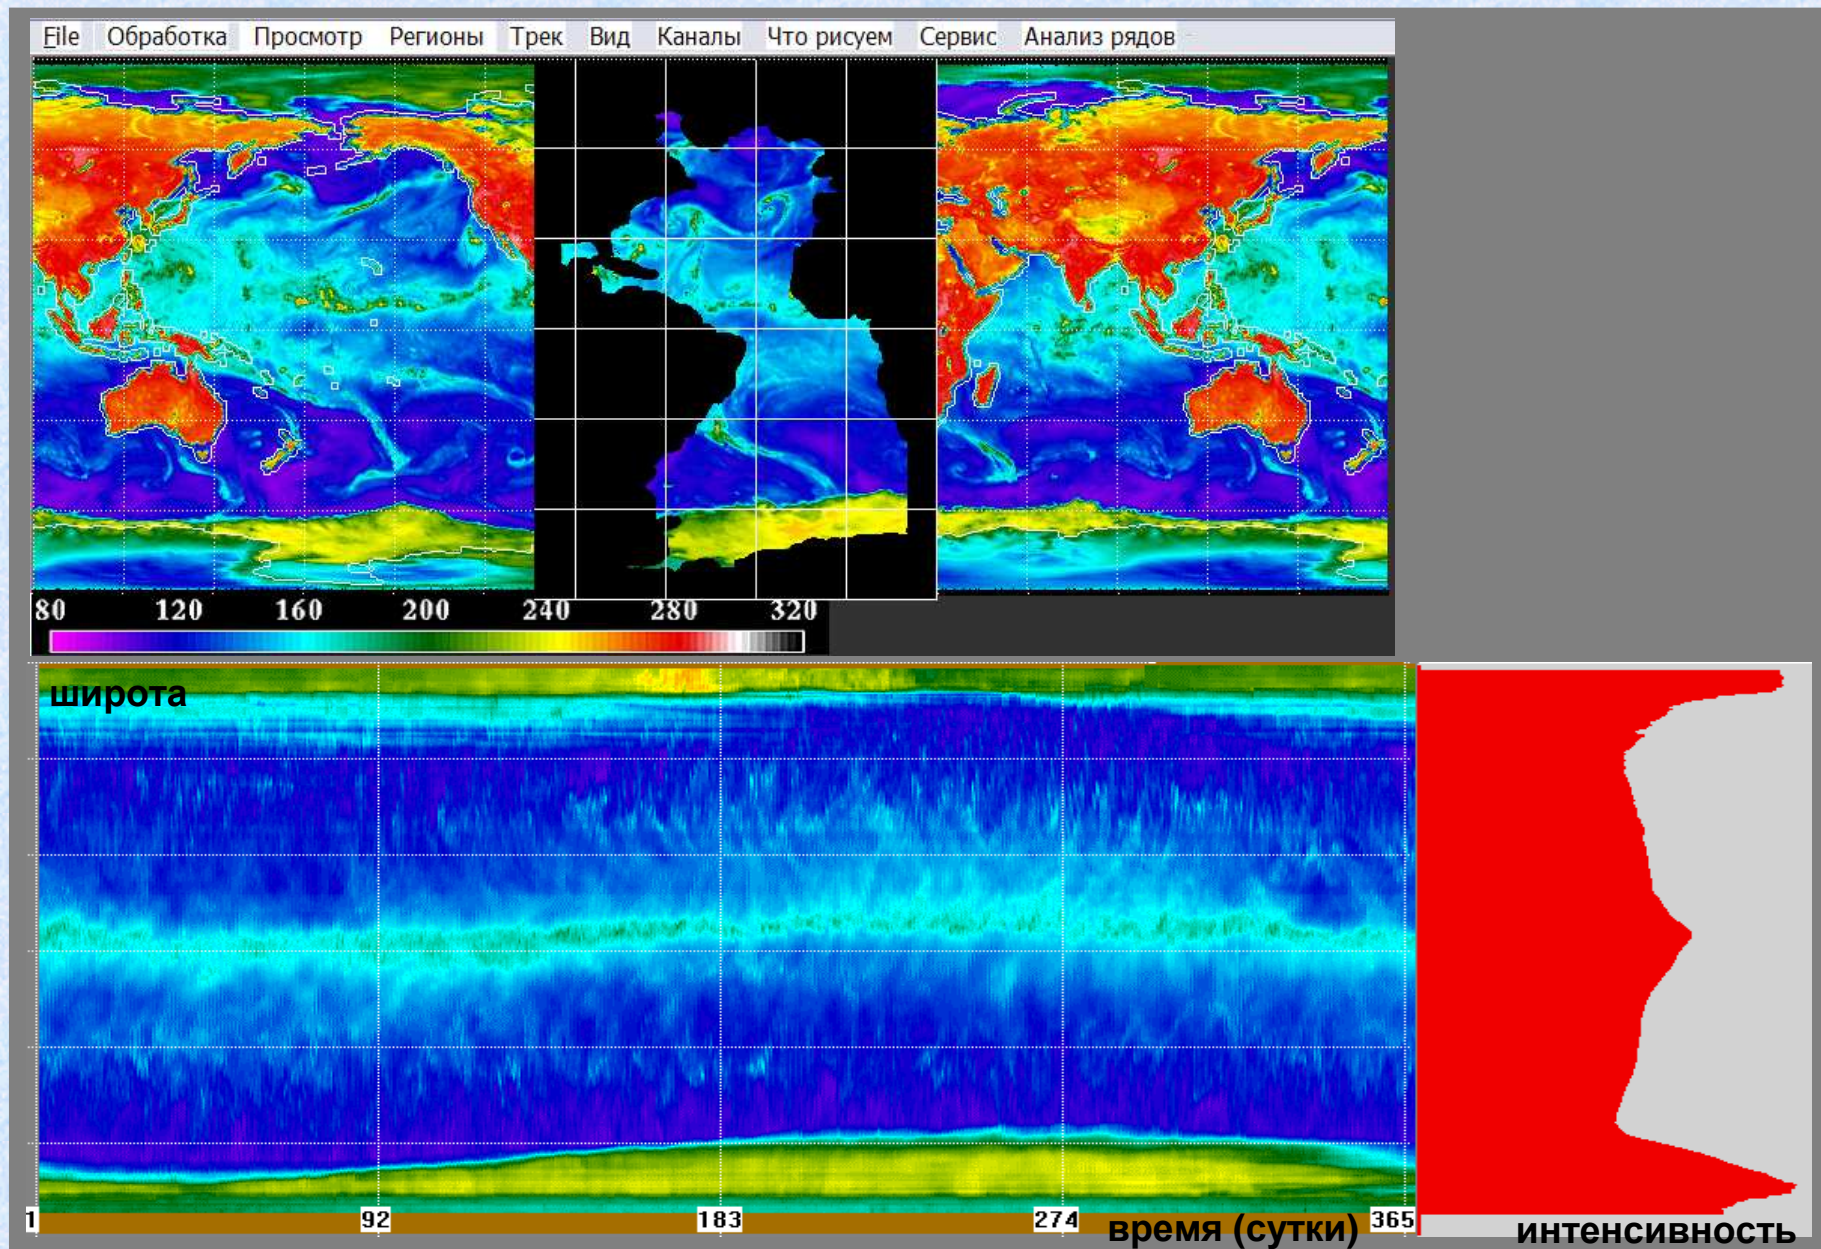 File Обработка Просмотр Регионы Трек Вид Каналы Что рисуем Сервис Анализ рядов
80 120 160 200 240 280 320
широта
1 92 183 274 365
время (сутки) интенсивность